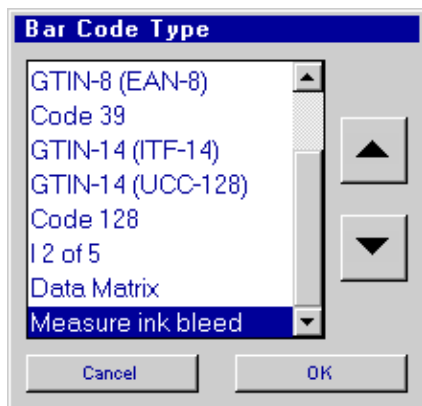 Bar Code Type
GTIN-8 (EAN-8)
Code 39
GTIN-14 (ITF-14)
GTIN-14 (UCC-128)
Code 128
I 2 of 5
Data Matrix
Measure ink bleed
Cancel OK